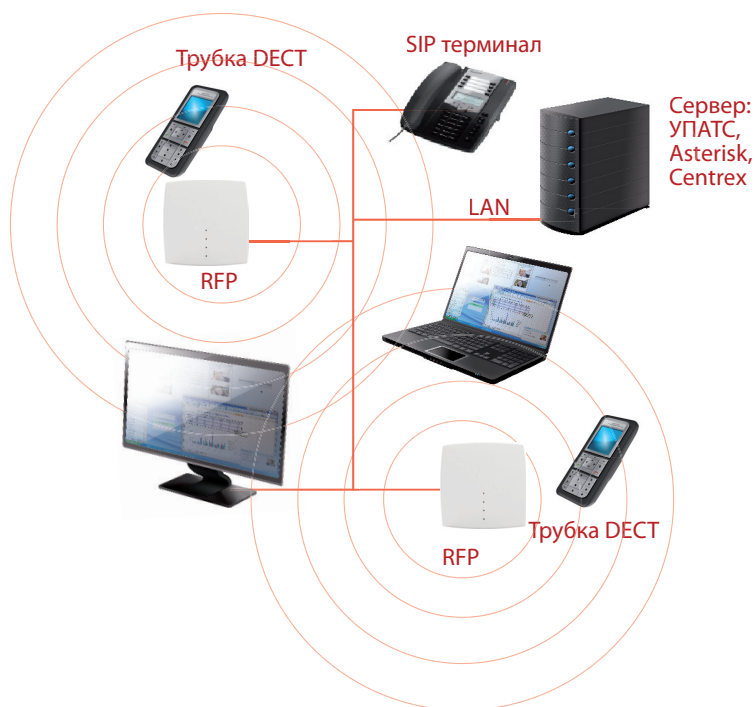 SIP терминал
Трубка DECT
Сервер:
УПАТС,
Asterisk,
Centrex
LAN
RFP
Трубка DECT
RFP